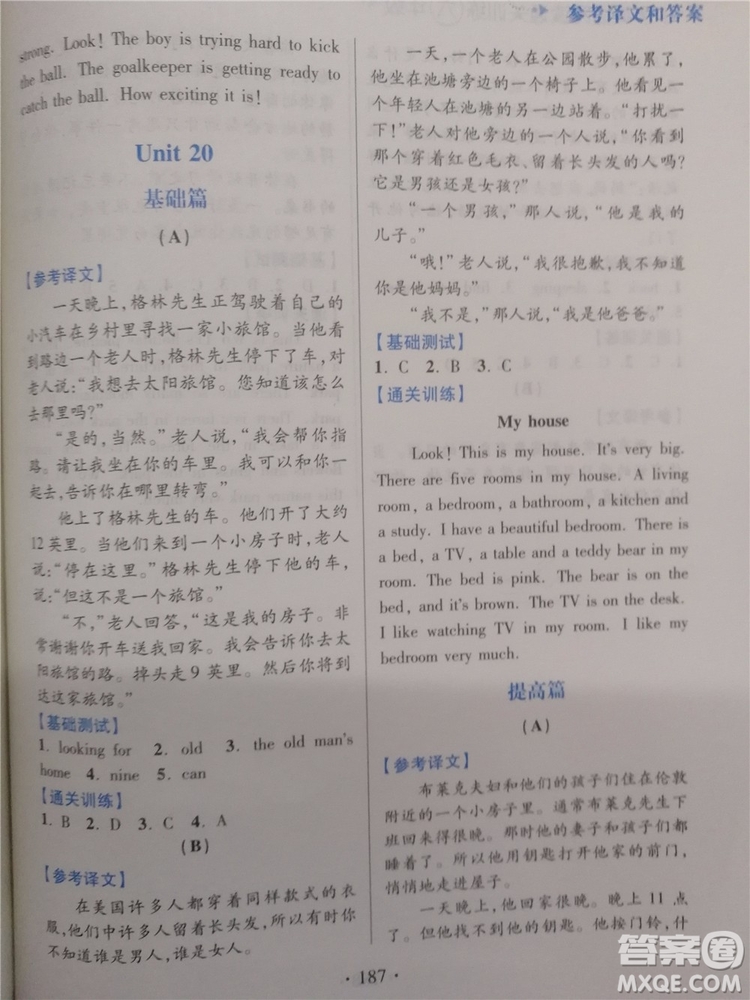 参考译文和答案
strong. Look! The boy is trying hard to kick
the ball. The goalkeeper is getting ready to
catch the ball. How exciting it is!
Unit 20
基础篇
(A)
【参考译文】
一天晚上，格林先生正驾驶着自己的
小汽车在乡村里寻找一家小旅馆。当他看
到路边一个老人时，格林先生停下了车，对
老人说：“我想去太阳旅馆。您知道该怎么
去那里吗？”
“是的，当然。”老人说，“我会帮你指
路。请让我坐在你的车里。我会和你一
起去，告诉你在哪里转弯。”
他上了格林先生的车。他们开了大约
12英里。当他们来到一个小房子时，老人
说：“停在这里。”格林先生停下了他的车，
说：“但这不是一个旅馆。”
“不，”老人回答，“这是我的房子。非
常谢谢你开车送我回家。我会告诉你去太
阳旅馆的路。掉头走9英里。然后你将到
达这家旅馆。”
【基础测试】
1. looking for 2. old 3. the old man's
home 4. nine 5. can
【通关训练】
1. B 2. D 3. C 4. A
(B)
【参考译文】
在美国许多人都穿着同样款式的衣
服，他们中许多人留着长头发，所以有时你
无法知道谁是男人，谁是女人。
一天，一个老人在公园散步，他累了，
他坐在池塘旁边的一个椅子上。他看见
一个年轻人在池塘的另一边站着。“打扰一
下！”老人对他旁边的一个人说，“你看到
那个穿着红色毛衣、留着长头发的人吗？
它是男孩还是女孩？”
“一个男孩，”那人说，“他是我的
儿子。”
“哦！”老人说，“我很抱歉，我不知道
你是他妈妈。”
“我不是，”那人说，“我是他爸爸。”
【基础测试】
1. C 2. B 3. C
【通关训练】
My house
Look! This is my house. It's very big.
There are five rooms in my house. A living
room, a bedroom, a bathroom, a kitchen and
a study. I have a beautiful bedroom. There is
a bed, a TV, a table and a teddy bear in my
room. The bed is pink. The bear is on the
bed, and it's brown. The TV is on the desk.
I like watching TV in my room. I like my
bedroom very much.
提高篇
(A)
【参考译文】
布莱克夫妇和他们的孩子们住在伦敦
附近的一个小房子里。通常布莱克先生下
班回来得很晚。那时他的妻子和孩子们都
睡着了。然后他用钥匙打开他的家的前门，
悄悄地走进屋子。
一天晚上，他回家很晚。晚上11点
了。但他找不到他的钥匙。他按门铃，什
· 187 ·
答案圈
MXQE.COM